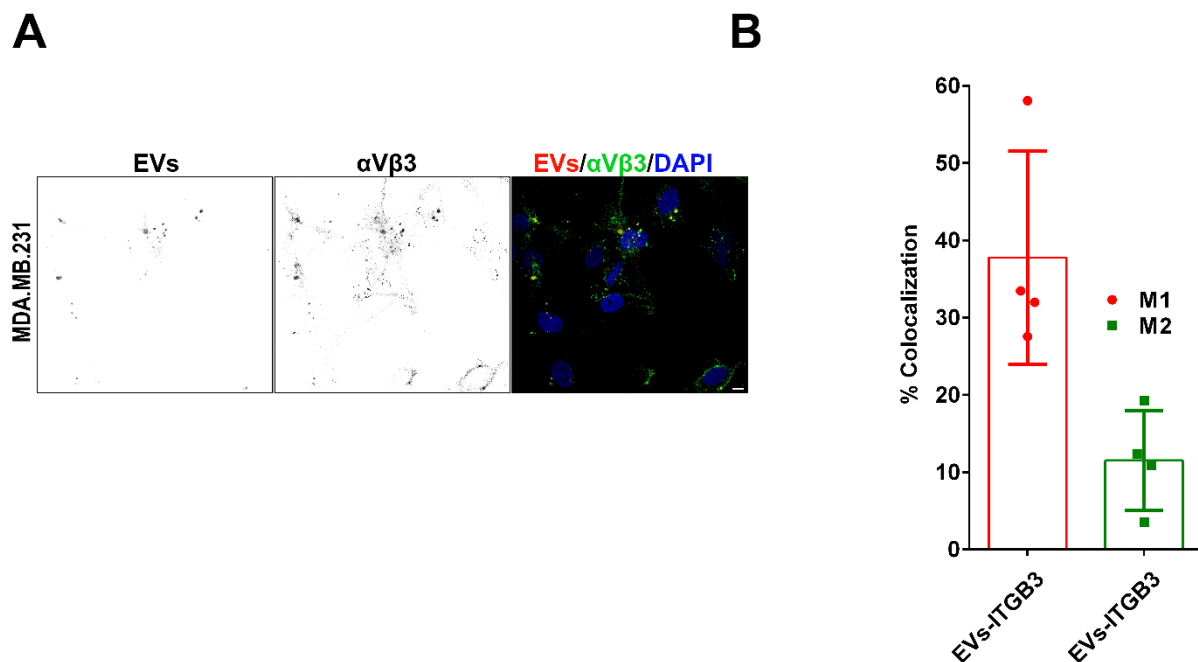 A
B
EVs
αVβ3
EVs/αVβ3/DAPI
MDA.MB.231
% Colocalization
60
50
40
30
20
10
0
M1
M2
EVs-ITGB3
EVs-ITGB3